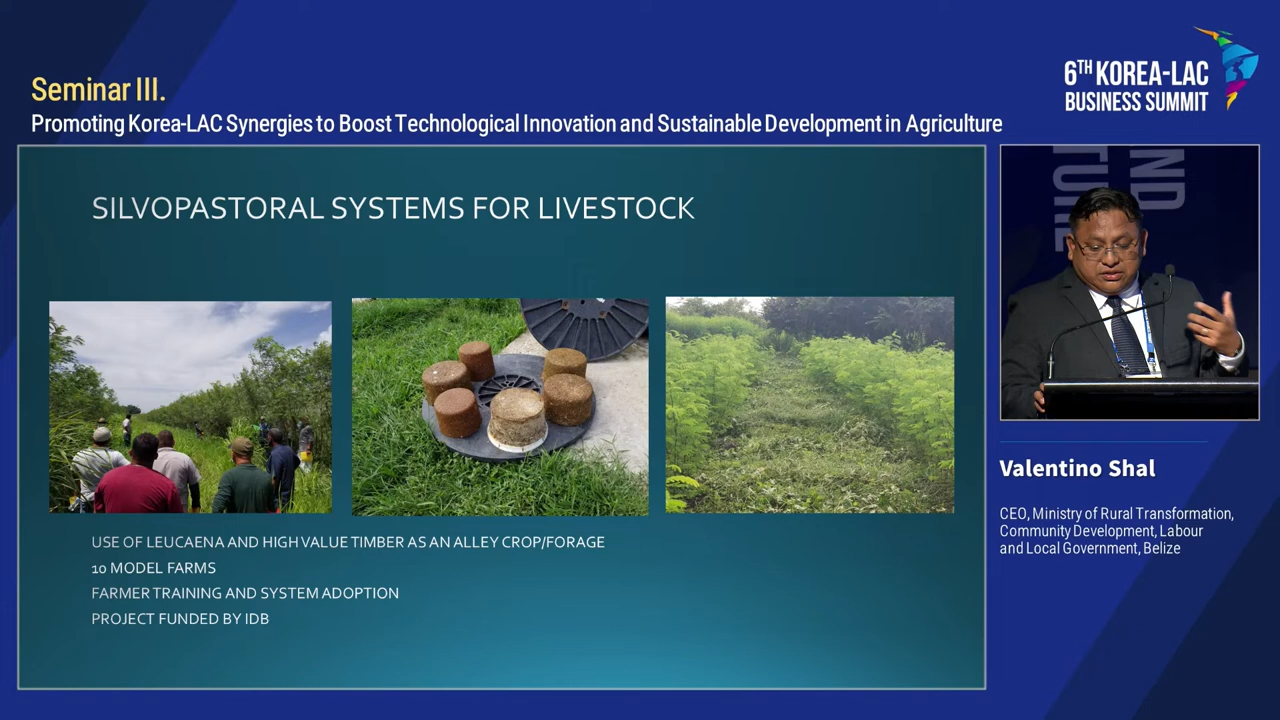 Seminar III.
Promoting Korea-LAC Synergies to Boost Technological Innovation and Sustainable Development in Agriculture
6TH KOREA-LAC
BUSINESS SUMMIT
SILVOPASTORAL SYSTEMS FOR LIVESTOCK
USE OF LEUCAENA AND HIGH VALUE TIMBER AS AN ALLEY CROP/FORAGE
10 MODEL FARMS
FARMER TRAINING AND SYSTEM ADOPTION
PROJECT FUNDED BY IDB
Valentino Shal
CEO, Ministry of Rural Transformation,
Community Development, Labour
and Local Government, Belize